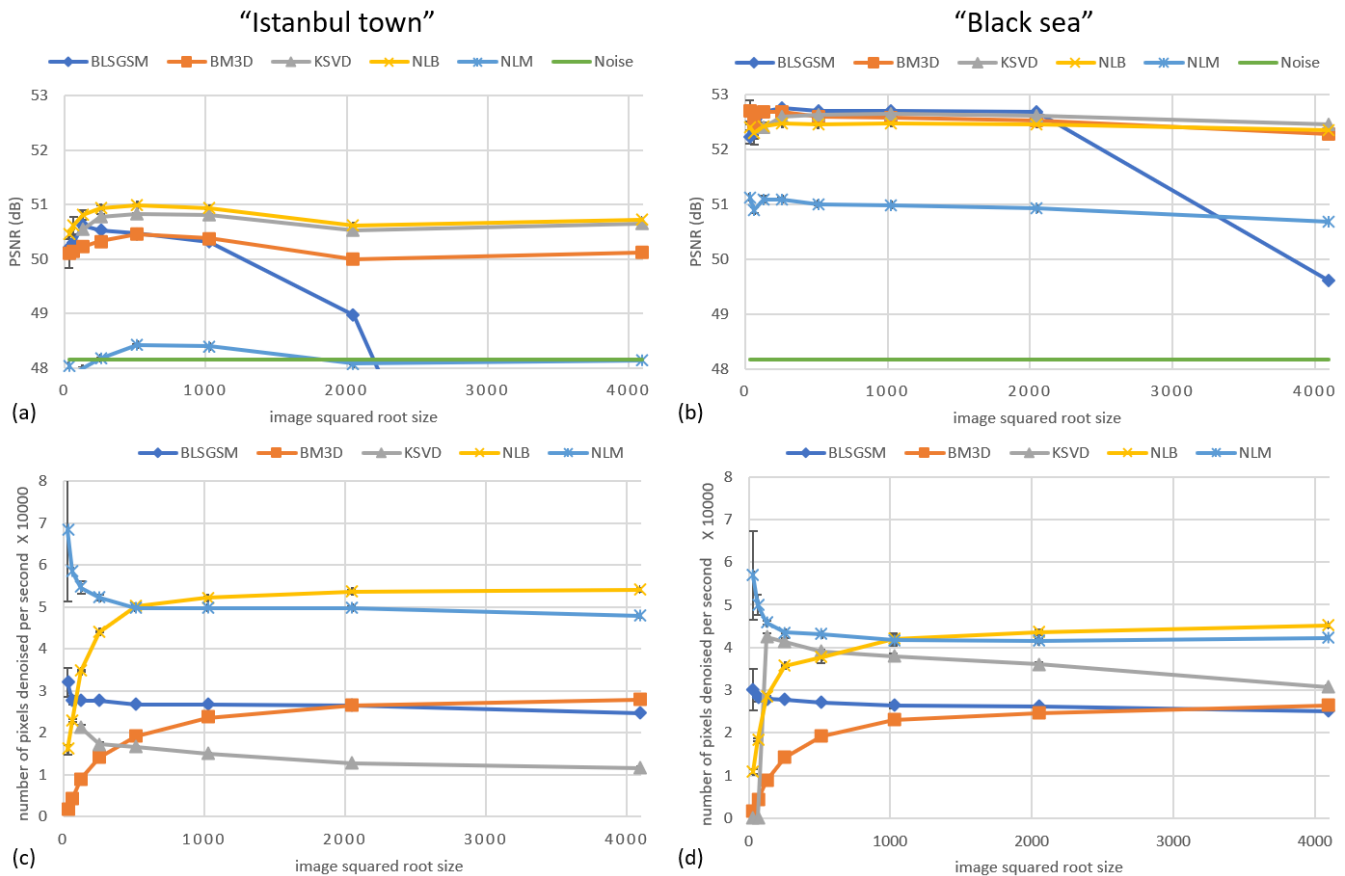 “Istanbul town”
“Black sea”
BLSGSM BM3D KSVD NLB NLM Noise
53
52
51
50
49
48
PSNR (dB)
0 1000 2000 3000 4000
image squared root size
(a)
BLSGSM BM3D KSVD NLB NLM Noise
53
52
51
50
49
48
PSNR (dB)
0 1000 2000 3000 4000
image squared root size
(b)
BLSGSM BM3D KSVD NLB NLM
8
7
6
5
4
3
2
1
0
number of pixels denoised per second X 10000
0 1000 2000 3000 4000
image squared root size
(c)
BLSGSM BM3D KSVD NLB NLM
8
7
6
5
4
3
2
1
0
number of pixels denoised per second X 10000
0 1000 2000 3000 4000
image squared root size
(d)